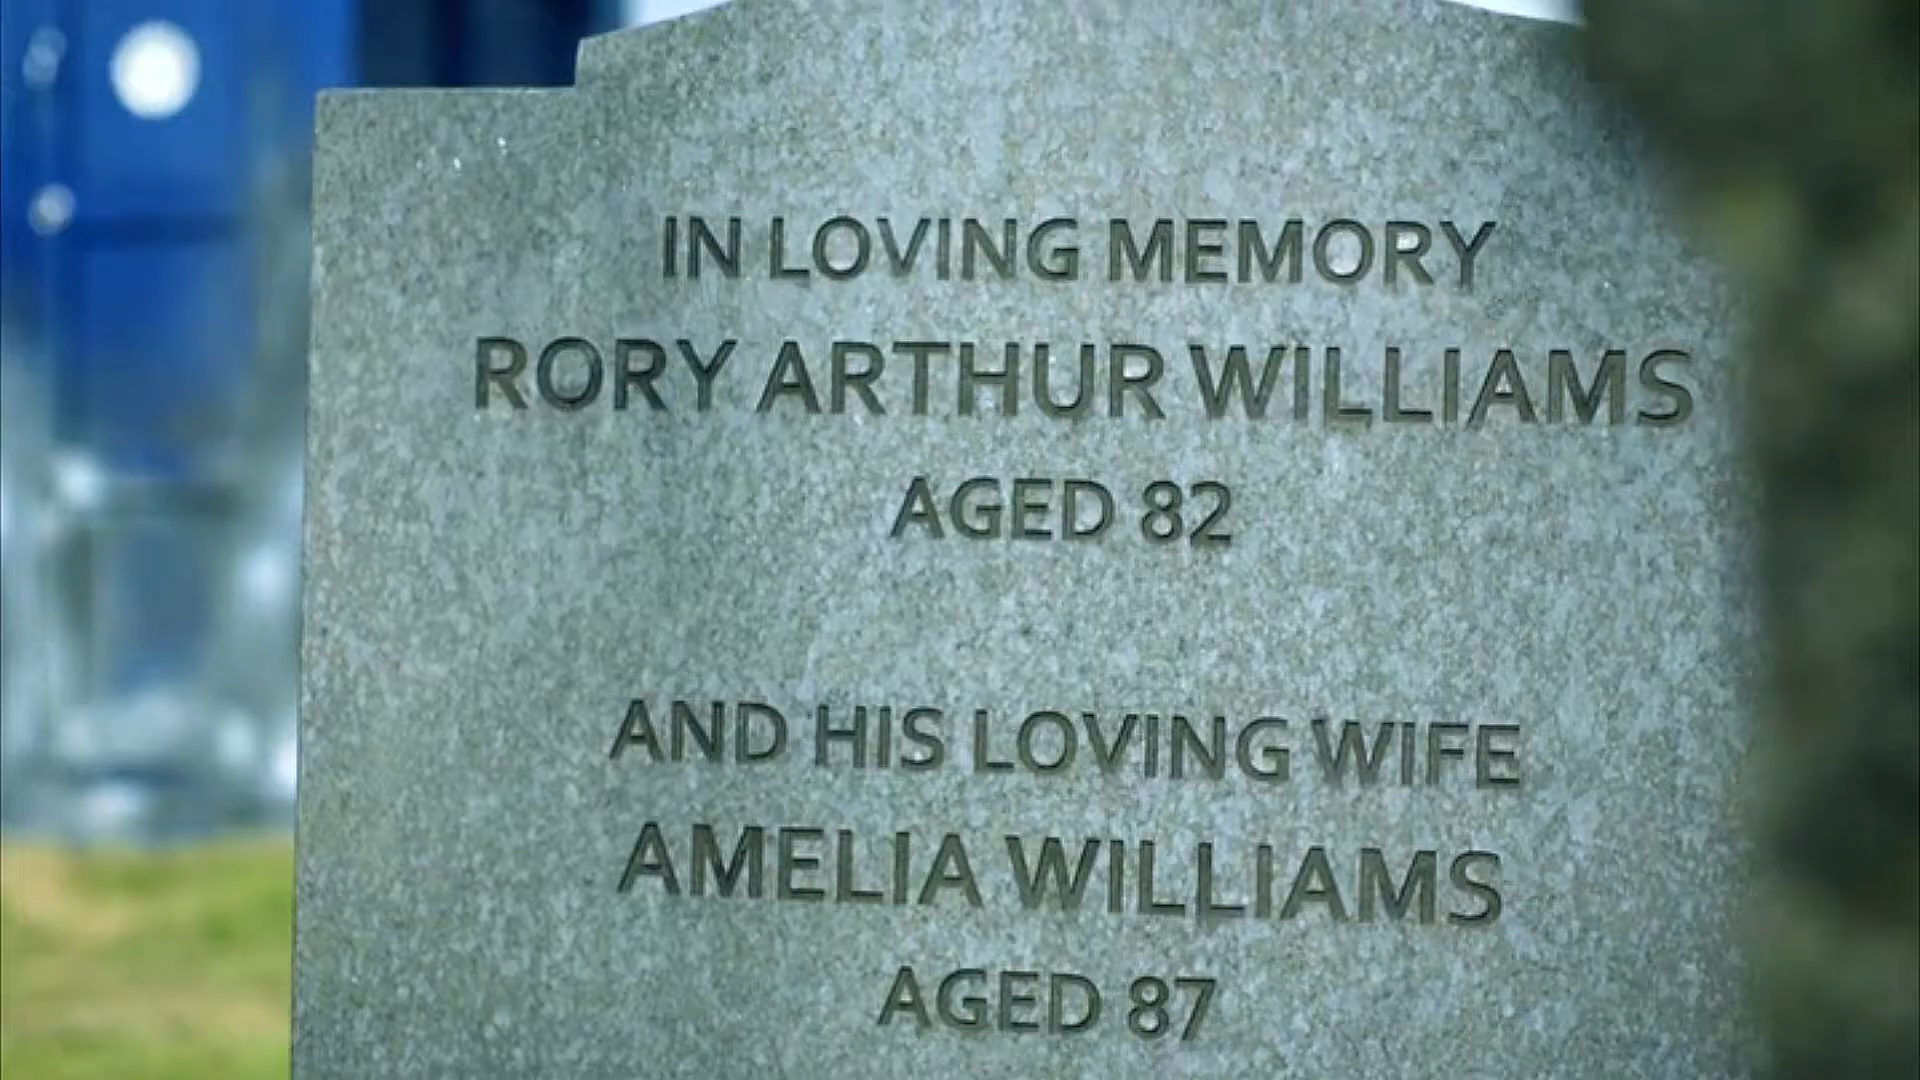 IN LOVING MEMORY
RORY ARTHUR WILLIAMS
AGED 82
AND HIS LOVING WIFE
AMELIA WILLIAMS
AGED 87